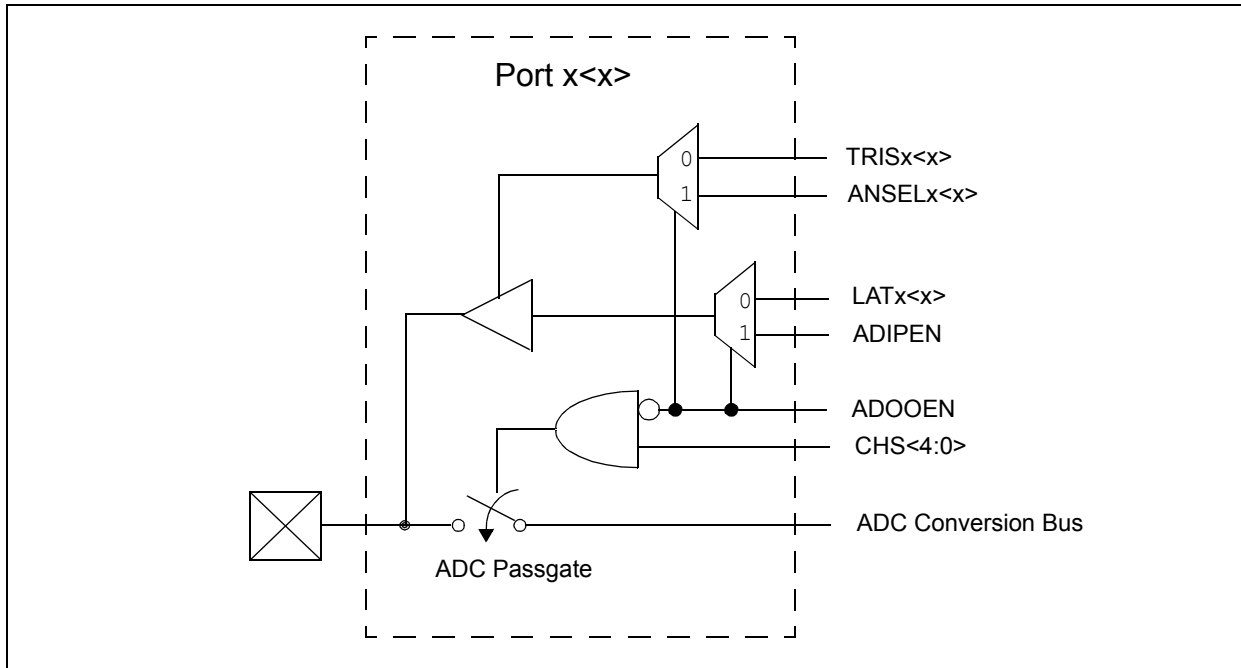 Port x<x>
0
1
TRISx<x>
ANSELx<x>
0
1
LATx<x>
ADIPEN
ADOOEN
CHS<4:0>
ADC Conversion Bus
ADC Passgate